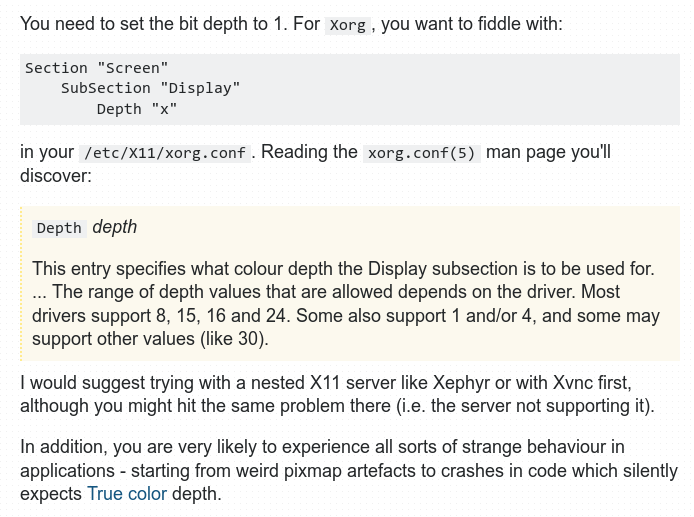 You need to set the bit depth to 1. For Xorg , you want to fiddle with:
Section "Screen"
    SubSection "Display"
        Depth "x"
in your /etc/X11/xorg.conf . Reading the xorg.conf(5) man page you'll
discover:
Depth depth
This entry specifies what colour depth the Display subsection is to be used for.
... The range of depth values that are allowed depends on the driver. Most
drivers support 8, 15, 16 and 24. Some also support 1 and/or 4, and some may
support other values (like 30).
I would suggest trying with a nested X11 server like Xephyr or with Xvnc first,
although you might hit the same problem there (i.e. the server not supporting it).
In addition, you are very likely to experience all sorts of strange behaviour in
applications - starting from weird pixmap artefacts to crashes in code which silently
expects True color depth.